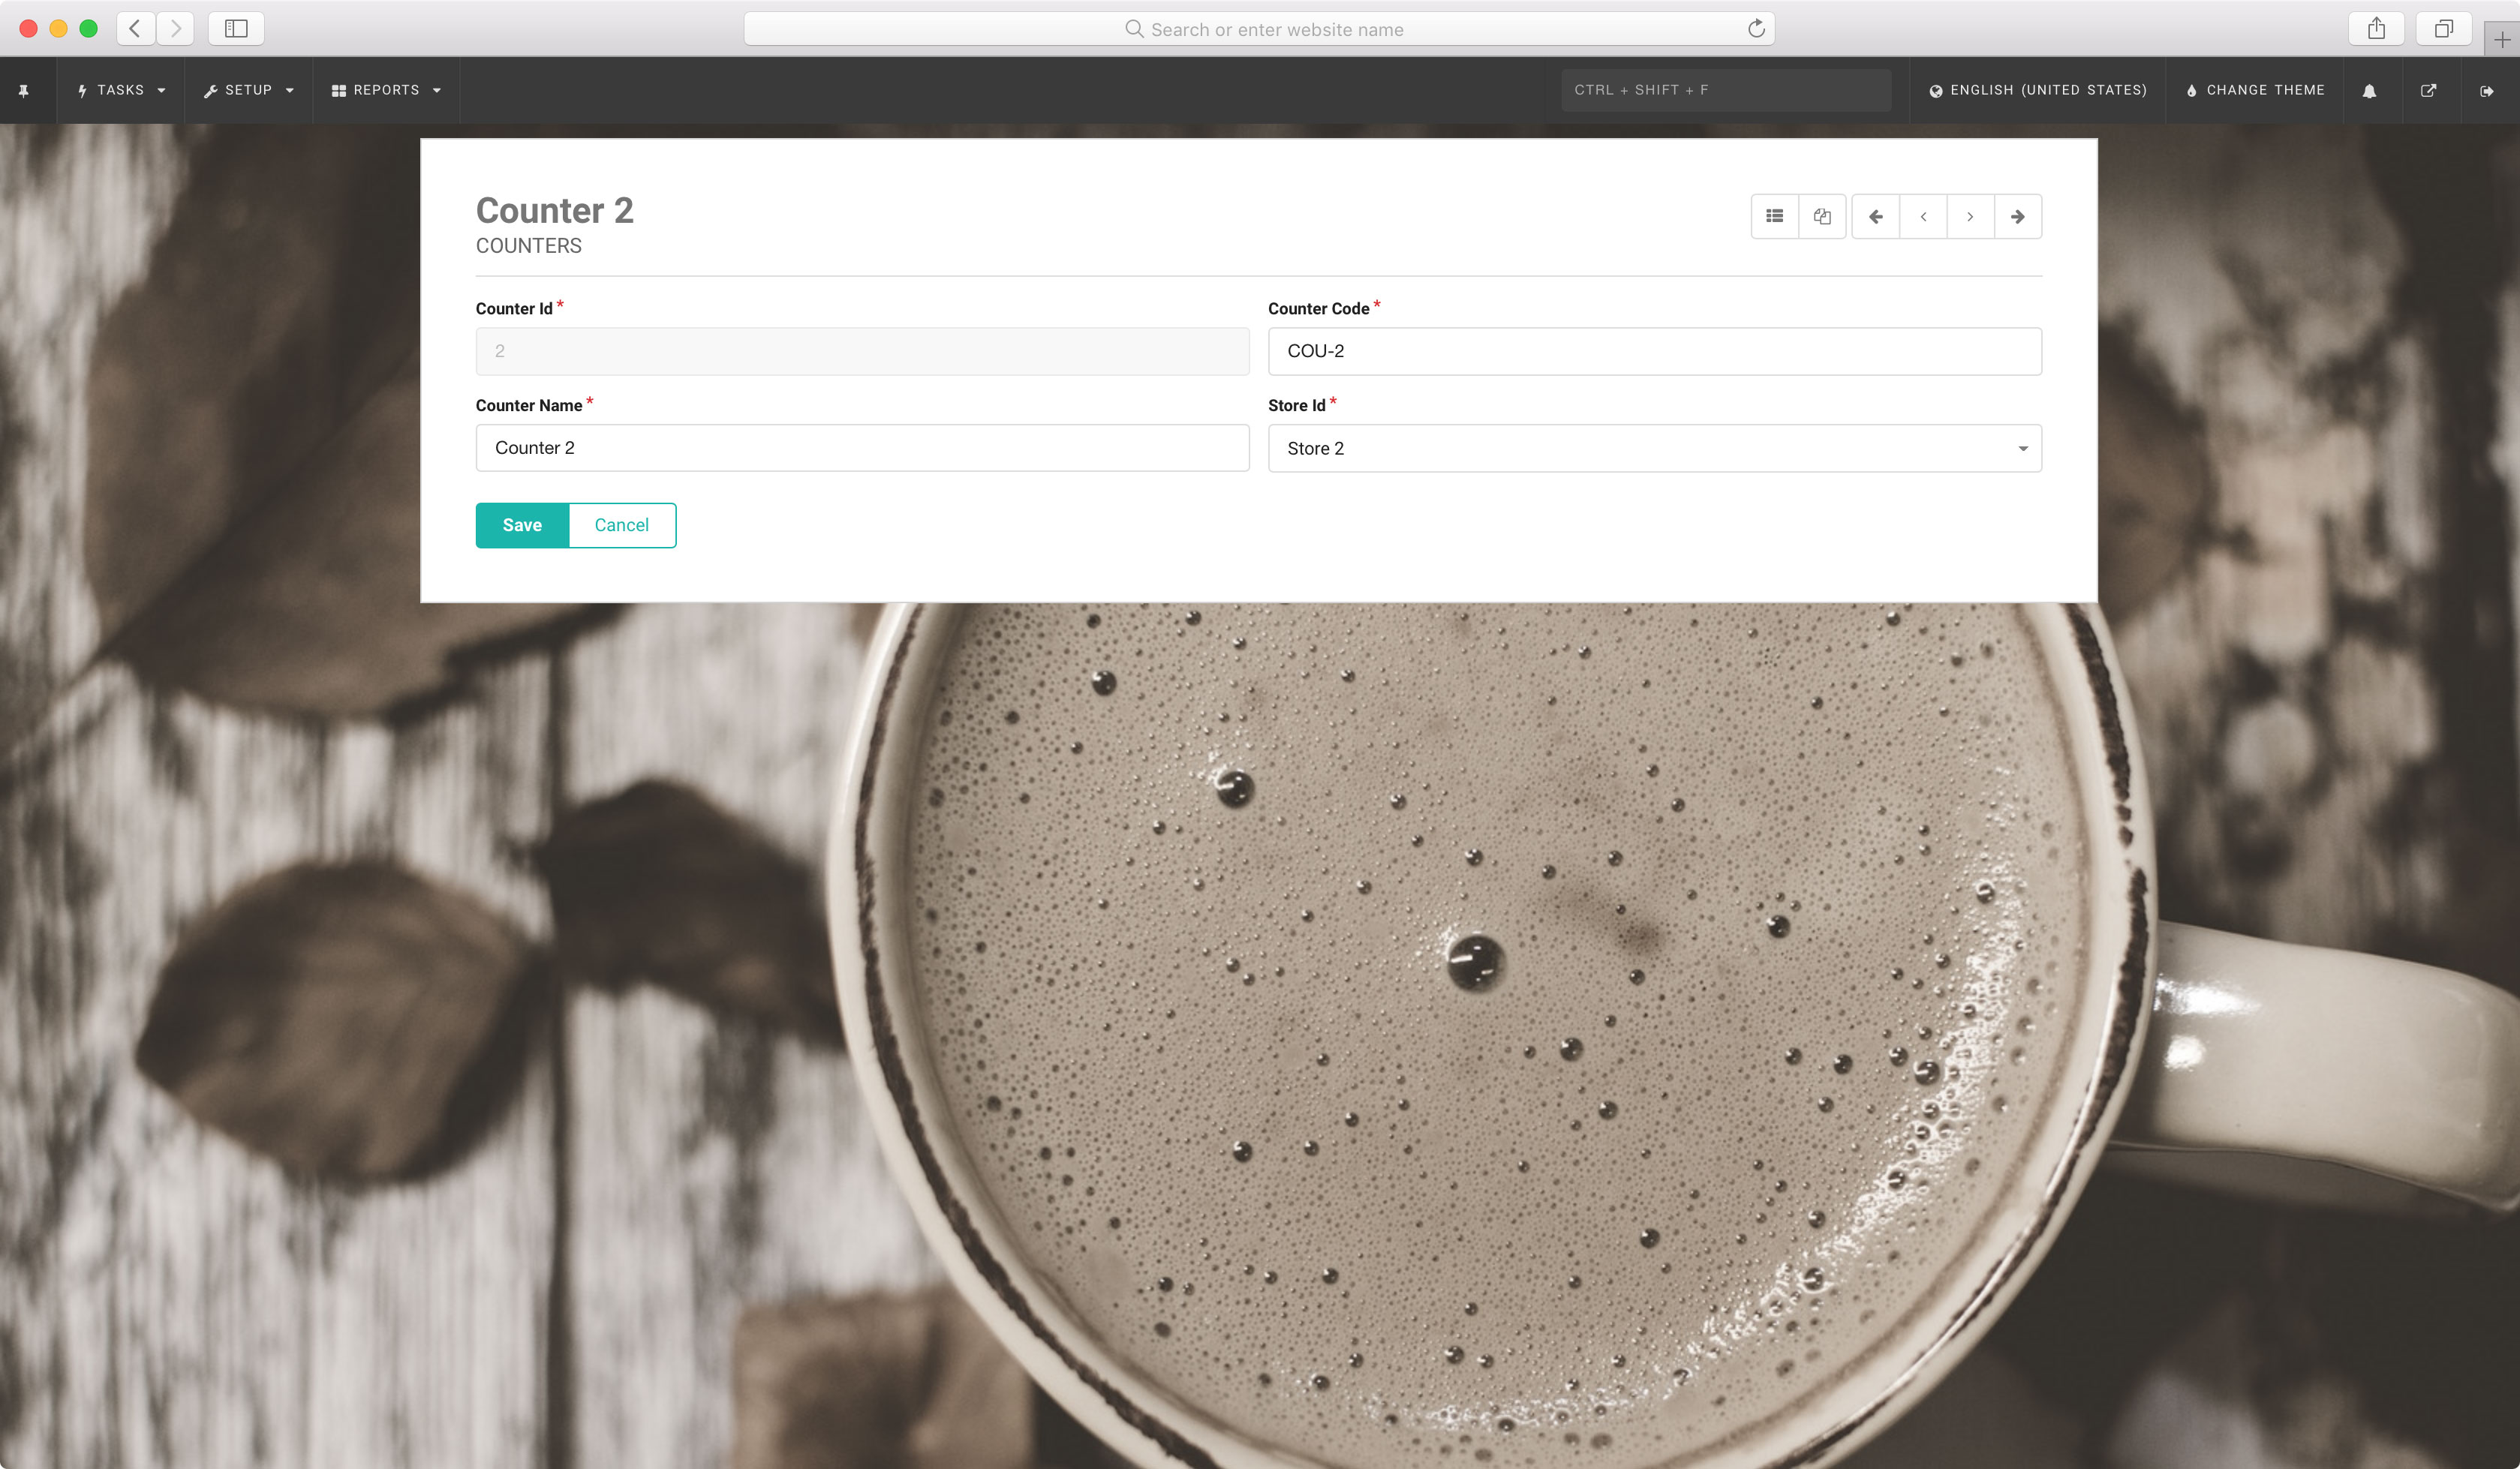 Search or enter website name
TASKS
SETUP
REPORTS
CTRL + SHIFT + F
ENGLISH (UNITED STATES)
CHANGE THEME
Counter 2
COUNTERS
Counter Id *
Counter Code *
2
COU-2
Counter Name *
Store Id *
Counter 2
Store 2
Save
Cancel